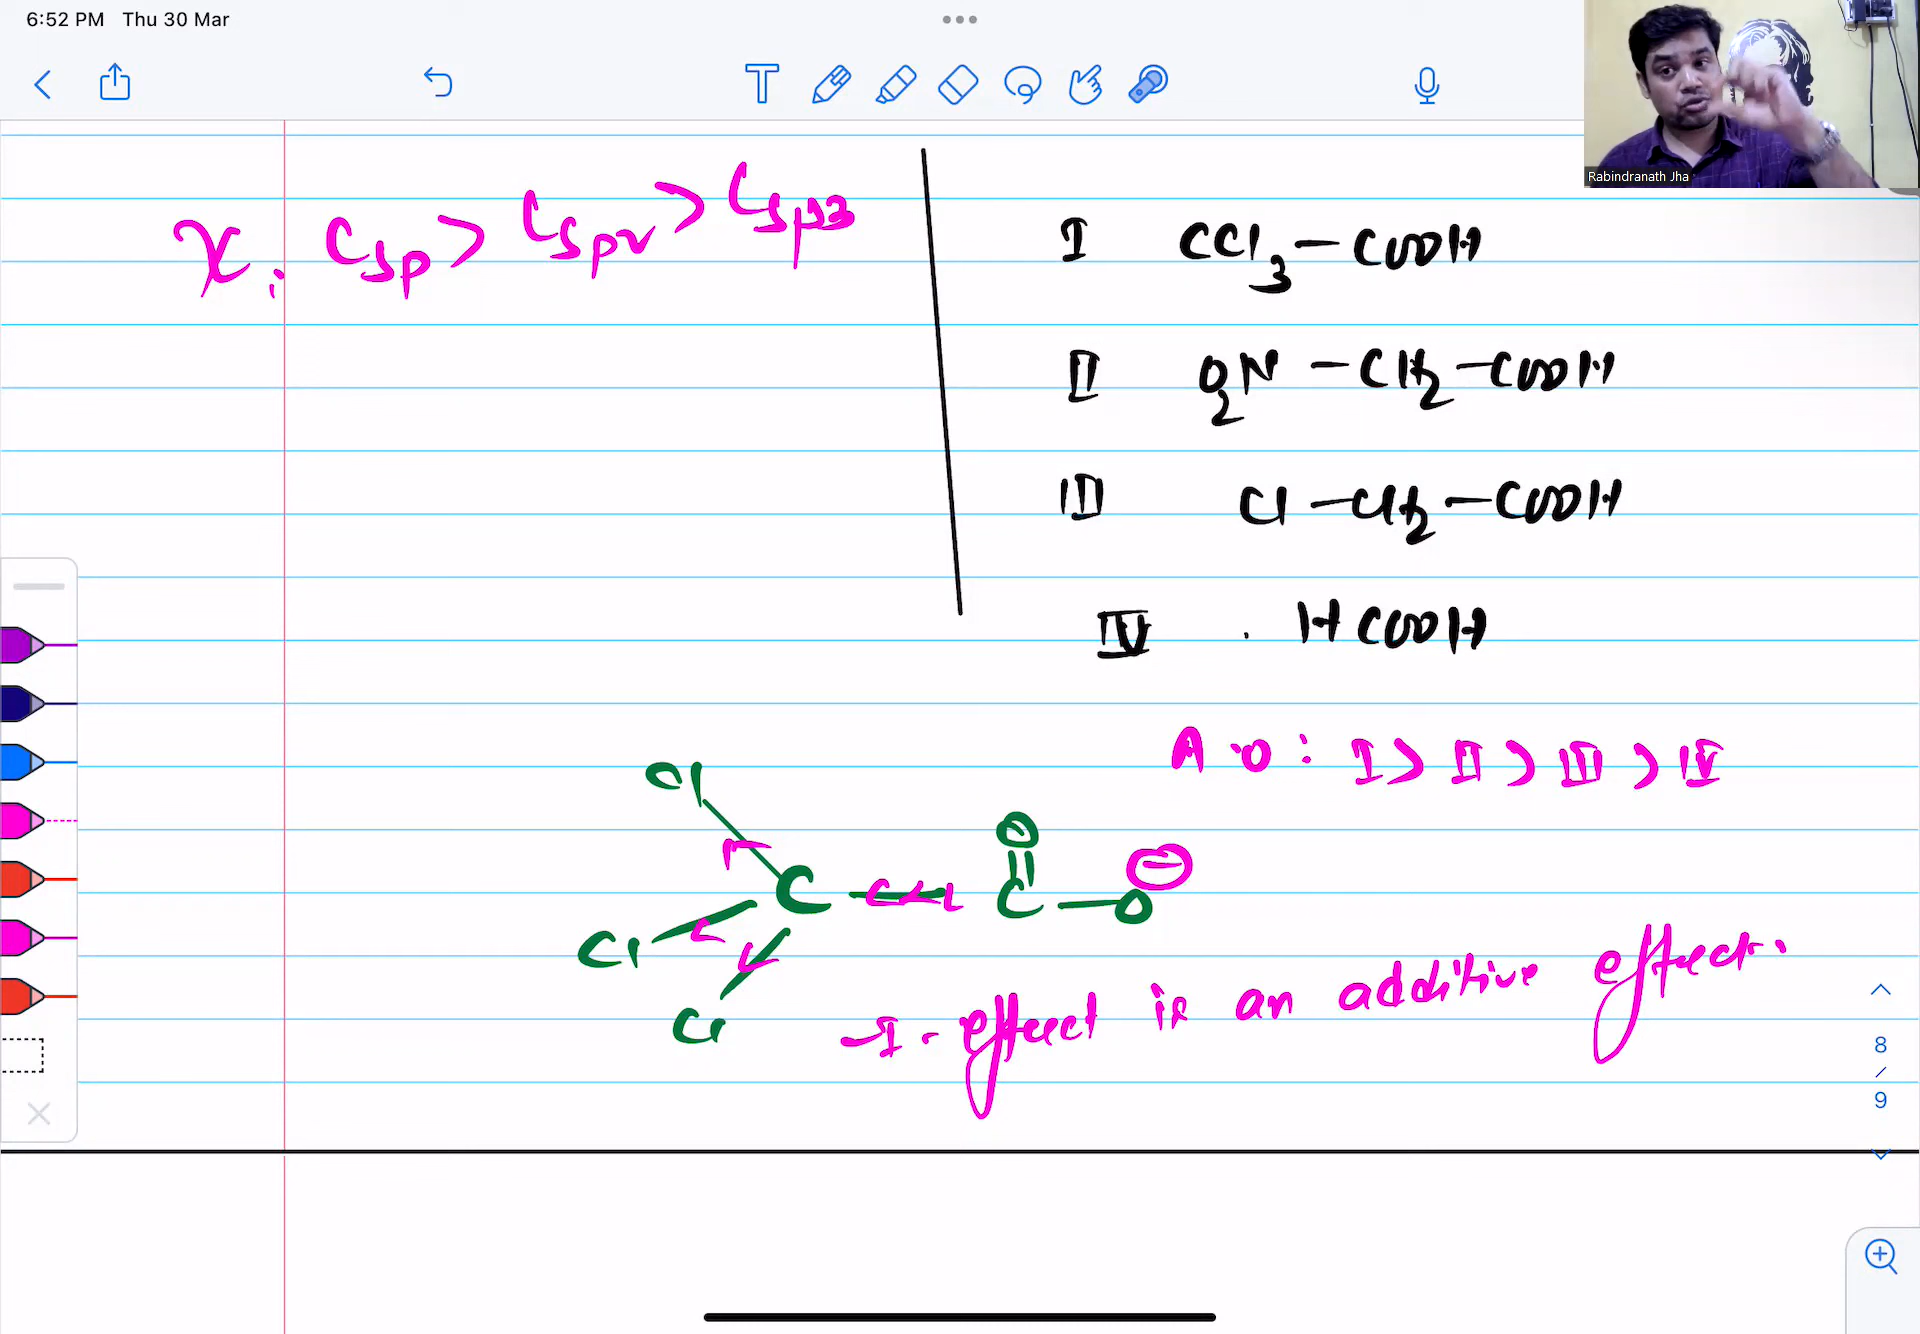 6:52 PM Thu 30 Mar
Rabindranath Jha
χ: Csp > Csp2 > Csp3
I CCl3–COOH
II O2N–CH2–COOH
III Cl–CH2–COOH
IV HCOOH
A·O: I > II > III > IV
Cl
O
C C O ⊖
Cl
Cl
-I. effect is an additive effect.
8
/
9